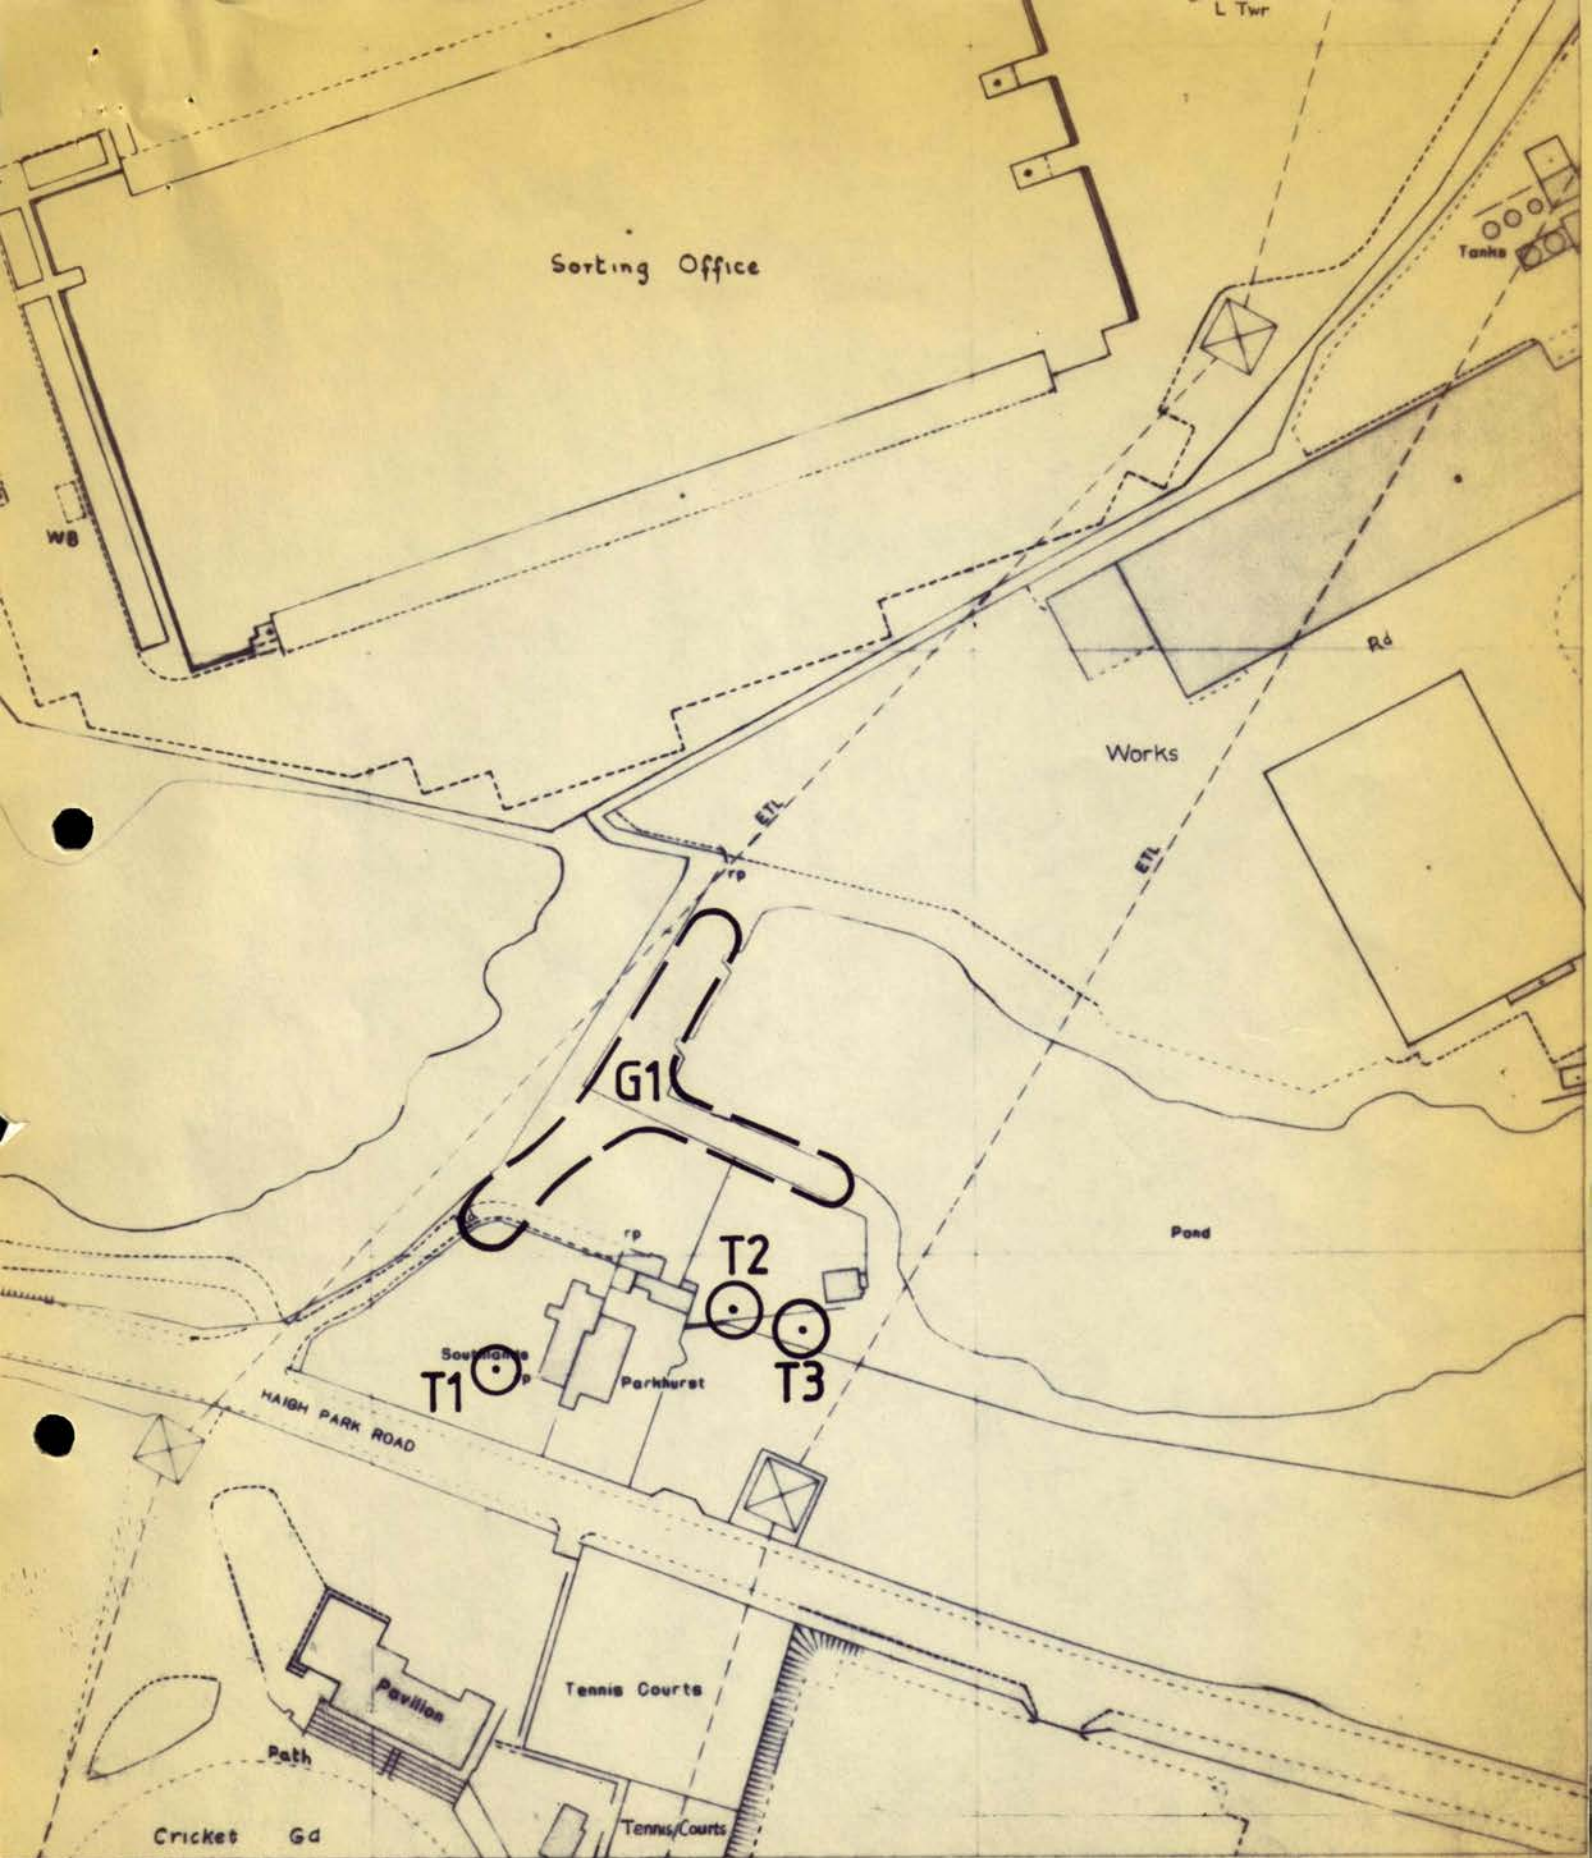 L Twr
Sorting Office
Tanks
WB
Rd
Works
ETL
ETL
rp
G1
Pond
rp
T2
T1
Parkhurst
T3
HAIGH PARK ROAD
Tennis Courts
Pavilion
Path
Cricket Gd
Tennis Courts